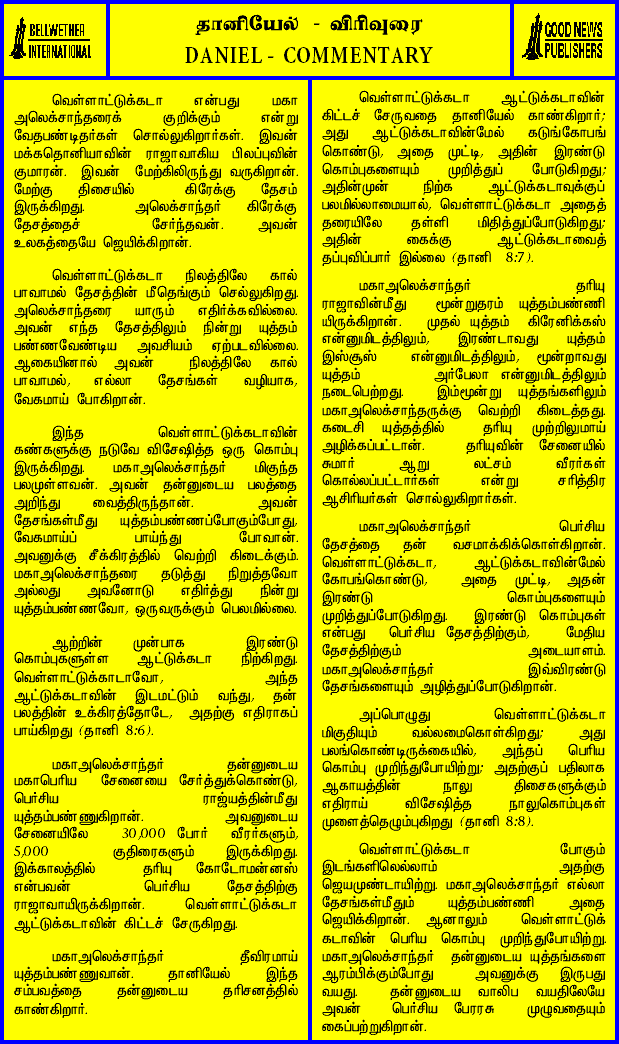 BELLWETHER
INTERNATIONAL
தானியேல் - விரிவுரை
DANIEL - COMMENTARY
GOOD NEWS
PUBLISHERS
வெள்ளாட்டுக்கடா என்பது மகா
அலெக்சாந்தரைக் குறிக்கும் என்று
வேதபண்டிதர்கள் சொல்லுகிறார்கள். இவன்
மக்கதொனியாவின் ராஜாவாகிய பிலப்புவின்
குமாரன். இவன் மேற்கிலிருந்து வருகிறான்.
மேற்கு திசையில் கிரேக்கு தேசம்
இருக்கிறது. அலெக்சாந்தர் கிரேக்கு
தேசத்தைச் சேர்ந்தவன். அவன்
உலகத்தையே ஜெயிக்கிறான்.
வெள்ளாட்டுக்கடா நிலத்திலே கால்
பாவாமல் தேசத்தின் மீதெங்கும் செல்லுகிறது.
அலெக்சாந்தரை யாரும் எதிர்க்கவில்லை.
அவன் எந்த தேசத்திலும் நின்று யுத்தம்
பண்ணவேண்டிய அவசியம் ஏற்படவில்லை.
ஆகையினால் அவன் நிலத்திலே கால்
பாவாமல், எல்லா தேசங்கள் வழியாக,
வேகமாய் போகிறான்.
இந்த வெள்ளாட்டுக்கடாவின்
கண்களுக்கு நடுவே விசேஷித்த ஒரு கொம்பு
இருக்கிறது. மகாஅலெக்சாந்தர் மிகுந்த
பலமுள்ளவன். அவன் தன்னுடைய பலத்தை
அறிந்து வைத்திருந்தான். அவன்
தேசங்கள்மீது யுத்தம்பண்ணப்போகும்போது,
வேகமாய்ப் பாய்ந்து போவான்.
அவனுக்கு சீக்கிரத்தில் வெற்றி கிடைக்கும்.
மகாஅலெக்சாந்தரை தடுத்து நிறுத்தவோ
அல்லது அவனோடு எதிர்த்து நின்று
யுத்தம்பண்ணவோ, ஒருவருக்கும் பெலமில்லை.
ஆற்றின் முன்பாக இரண்டு
கொம்புகளுள்ள ஆட்டுக்கடா நிற்கிறது.
வெள்ளாட்டுக்காடாவோ, அந்த
ஆட்டுக்கடாவின் இடமட்டும் வந்து, தன்
பலத்தின் உக்கிரத்தோடே, அதற்கு எதிராகப்
பாய்கிறது (தானி 8:6).
மகாஅலெக்சாந்தர் தன்னுடைய
மகாபெரிய சேனையை சேர்த்துக்கொண்டு,
பெர்சிய ராஜ்யத்தின்மீது
யுத்தம்பண்ணுகிறான். அவனுடைய
சேனையிலே 30,000 போர் வீரர்களும்,
5,000 குதிரைகளும் இருக்கிறது.
இக்காலத்தில் தரியு கோடோமன்னஸ்
என்பவன் பெர்சிய தேசத்திற்கு
ராஜாவாயிருக்கிறான். வெள்ளாட்டுக்கடா
ஆட்டுக்கடாவின் கிட்டச் சேருகிறது.
மகாஅலெக்சாந்தர் தீவிரமாய்
யுத்தம்பண்ணுவான். தானியேல் இந்த
சம்பவத்தை தன்னுடைய தரிசனத்தில்
காண்கிறார்.
வெள்ளாட்டுக்கடா ஆட்டுக்கடாவின்
கிட்டச் சேருவதை தானியேல் காண்கிறார்;
அது ஆட்டுக்கடாவின்மேல் கடுங்கோபங்
கொண்டு, அதை முட்டி, அதின் இரண்டு
கொம்புகளையும் முறித்துப் போடுகிறது;
அதின்முன் நிற்க ஆட்டுக்கடாவுக்குப்
பலமில்லாமையால், வெள்ளாட்டுக்கடா அதைத்
தரையிலே தள்ளி மிதித்துப்போடுகிறது;
அதின் கைக்கு ஆட்டுக்கடாவைத்
தப்புவிப்பார் இல்லை (தானி 8:7).
மகாஅலெக்சாந்தர் தரியு
ராஜாவின்மீது மூன்றுதரம் யுத்தம்பண்ணி
யிருக்கிறான். முதல் யுத்தம் கிரேனிக்கஸ்
என்னுமிடத்திலும், இரண்டாவது யுத்தம்
இஸ்சூஸ் என்னுமிடத்திலும், மூன்றாவது
யுத்தம் அர்பேலா என்னுமிடத்திலும்
நடைபெற்றது. இம்மூன்று யுத்தங்களிலும்
மகாஅலெக்சாந்தருக்கு வெற்றி கிடைத்தது.
கடைசி யுத்தத்தில் தரியு முற்றிலுமாய்
அழிக்கப்பட்டான். தரியுவின் சேனையில்
சுமார் ஆறு லட்சம் வீரர்கள்
கொல்லப்பட்டார்கள் என்று சரித்திர
ஆசிரியர்கள் சொல்லுகிறார்கள்.
மகாஅலெக்சாந்தர் பெர்சிய
தேசத்தை தன் வசமாக்கிக்கொள்கிறான்.
வெள்ளாட்டுக்கடா, ஆட்டுக்கடாவின்மேல்
கோபங்கொண்டு, அதை முட்டி, அதன்
இரண்டு கொம்புகளையும்
முறித்துப்போடுகிறது. இரண்டு கொம்புகள்
என்பது பெர்சிய தேசத்திற்கும், மேதிய
தேசத்திற்கும் அடையாளம்.
மகாஅலெக்சாந்தர் இவ்விரண்டு
தேசங்களையும் அழித்துப்போடுகிறான்.
அப்பொழுது வெள்ளாட்டுக்கடா
மிகுதியும் வல்லமைகொள்கிறது; அது
பலங்கொண்டிருக்கையில், அந்தப் பெரிய
கொம்பு முறிந்துபோயிற்று; அதற்குப் பதிலாக
ஆகாயத்தின் நாலு திசைகளுக்கும்
எதிராய் விசேஷித்த நாலுகொம்புகள்
முளைத்தெழும்புகிறது (தானி 8:8).
வெள்ளாட்டுக்கடா போகும்
இடங்களிலெல்லாம் அதற்கு
ஜெயமுண்டாயிற்று. மகாஅலெக்சாந்தர் எல்லா
தேசங்கள்மீதும் யுத்தம்பண்ணி அதை
ஜெயிக்கிறான். ஆனாலும் வெள்ளாட்டுக்
கடாவின் பெரிய கொம்பு முறிந்துபோயிற்று.
மகாஅலெக்சாந்தர் தன்னுடைய யுத்தங்களை
ஆரம்பிக்கும்போது அவனுக்கு இருபது
வயது. தன்னுடைய வாலிப வயதிலேயே
அவன் பெர்சிய பேரரசு முழுவதையும்
கைப்பற்றுகிறான்.